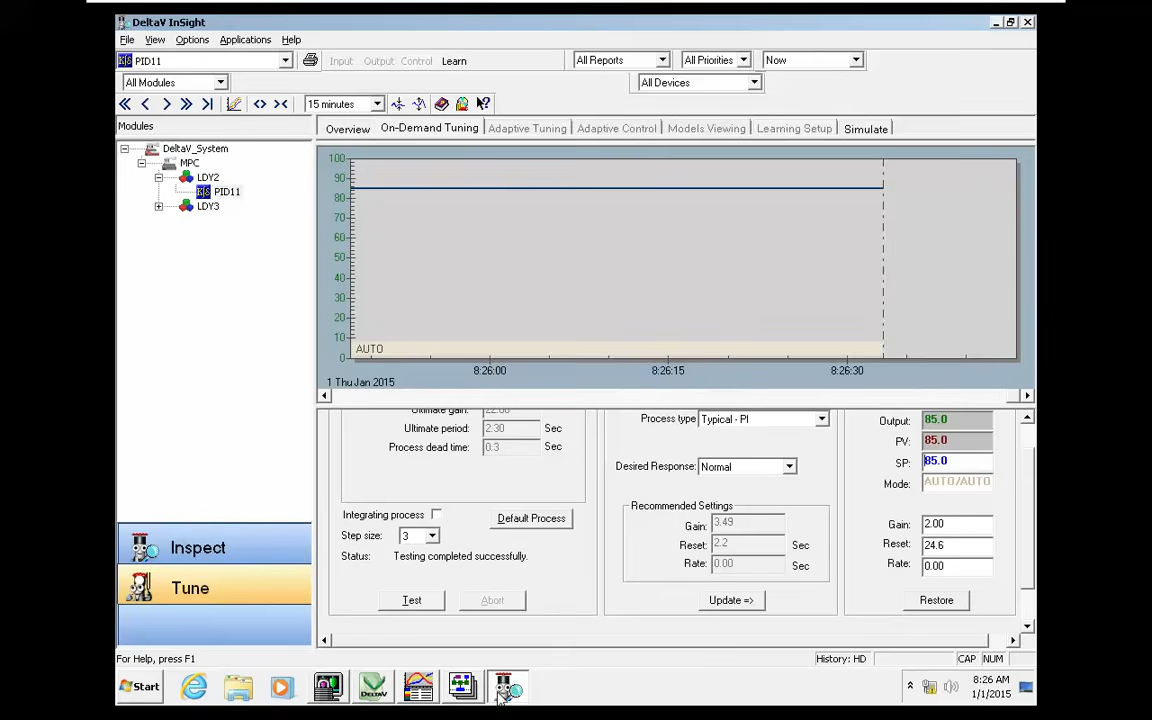 DeltaV InSight
File View Options Applications Help
PID11 Input Output Control Learn All Reports All Priorities Now
All Modules All Devices
15 minutes
Modules
Overview On-Demand Tuning Adaptive Tuning Adaptive Control Models Viewing Learning Setup Simulate
DeltaV_System
MPC
LDY2
PID11
LDY3
100
90
80
70
60
50
40
30
20
10
0
AUTO
8:26:00 8:26:15 8:26:30
1 Thu Jan 2015
Ultimate gain: 22.00
Ultimate period: 2.30 Sec
Process dead time: 0.3 Sec
Integrating process Default Process
Step size: 3
Status: Testing completed successfully.
Test Abort
Process type Typical - PI
Desired Response: Normal
Recommended Settings
Gain: 3.49
Reset: 2.2 Sec
Rate: 0.00 Sec
Update =>
Output: 85.0
PV: 85.0
SP: 85.0
Mode: AUTO/AUTO
Gain: 2.00
Reset: 24.6
Rate: 0.00
Restore
Inspect
Tune
For Help, press F1 History: HD CAP NUM
Start DELTAV 8:26 AM
1/1/2015